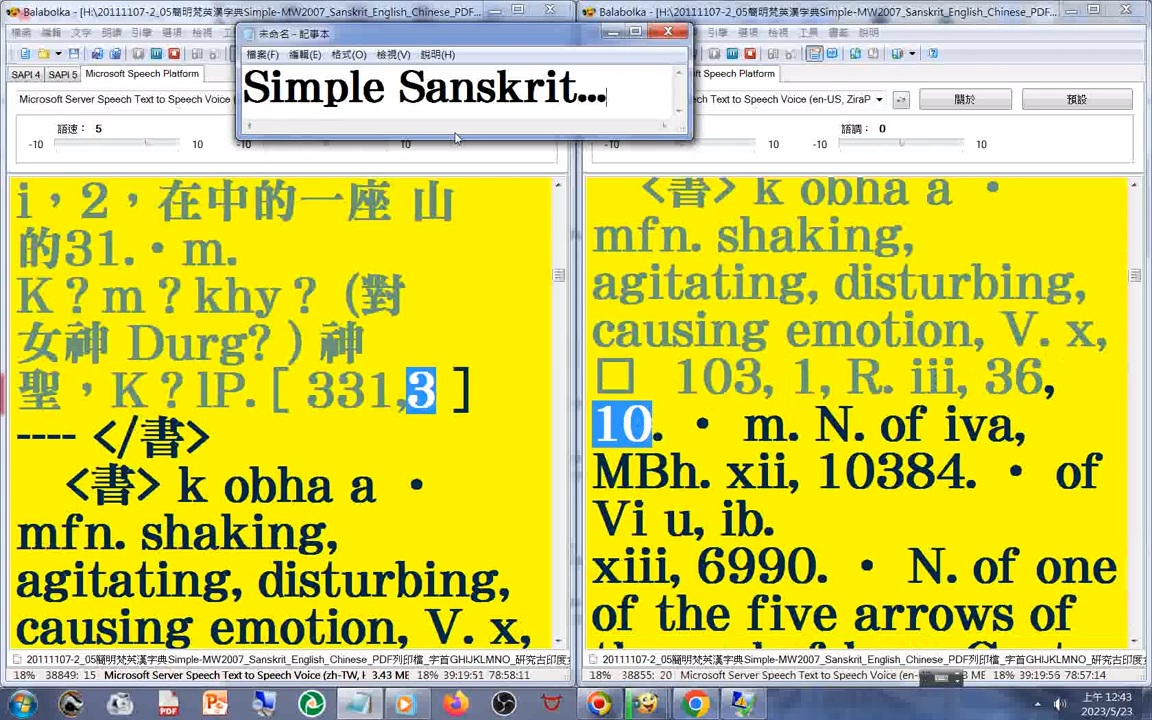 Balabolka - [H:\20111107-2_05簡明梵英漢字典Simple-MW2007_Sanskrit_English_Chinese_PDF...
Balabolka - [H:\20111107-2_05簡明梵英漢字典Simple-MW2007_Sanskrit_English_Chinese_PDF...
未命名 - 記事本
檔案(F) 編輯(E) 格式(O) 檢視(V) 說明(H)
Simple Sanskrit...
SAPI 4 SAPI 5 Microsoft Speech Platform
Speech Platform
Microsoft Server Speech Text to Speech Voice
Microsoft Server Speech Text to Speech Voice (en-US, ZiraP
關於
預設
語速: 5
語調: 0
-10 10 -10 10 -10 10
i，2，在中的一座 山
的31.· m.
K？m？khy？ (對
女神 Durg?) 神
聖，K？lP. [ 331,3 ]
---- </書>
<書> k obha a ·
mfn. shaking,
agitating, disturbing,
causing emotion, V. x,
<書> k obha a ·
mfn. shaking,
agitating, disturbing,
causing emotion, V. x,
□ 103, 1, R. iii, 36,
10. · m. N. of iva,
MBh. xii, 10384. · of
Vi u, ib.
xiii, 6990. · N. of one
of the five arrows of
20111107-2_05簡明梵英漢字典Simple-MW2007_Sanskrit_English_Chinese_PDF列印檔_字首GHIJKLMNO_研究古印度
20111107-2_05簡明梵英漢字典Simple-MW2007_Sanskrit_English_Chinese_PDF列印檔_字首GHIJKLMNO_研究古印度
18% 38849: 15 Microsoft Server Speech Text to Speech Voice (zh-TW, 3.43 ME 39:19:51 78:58:11
18% 38855: 20 Microsoft Server Speech Text to Speech Voice (en- 39:19:56 78:57:14
上午 12:43
2023/5/23